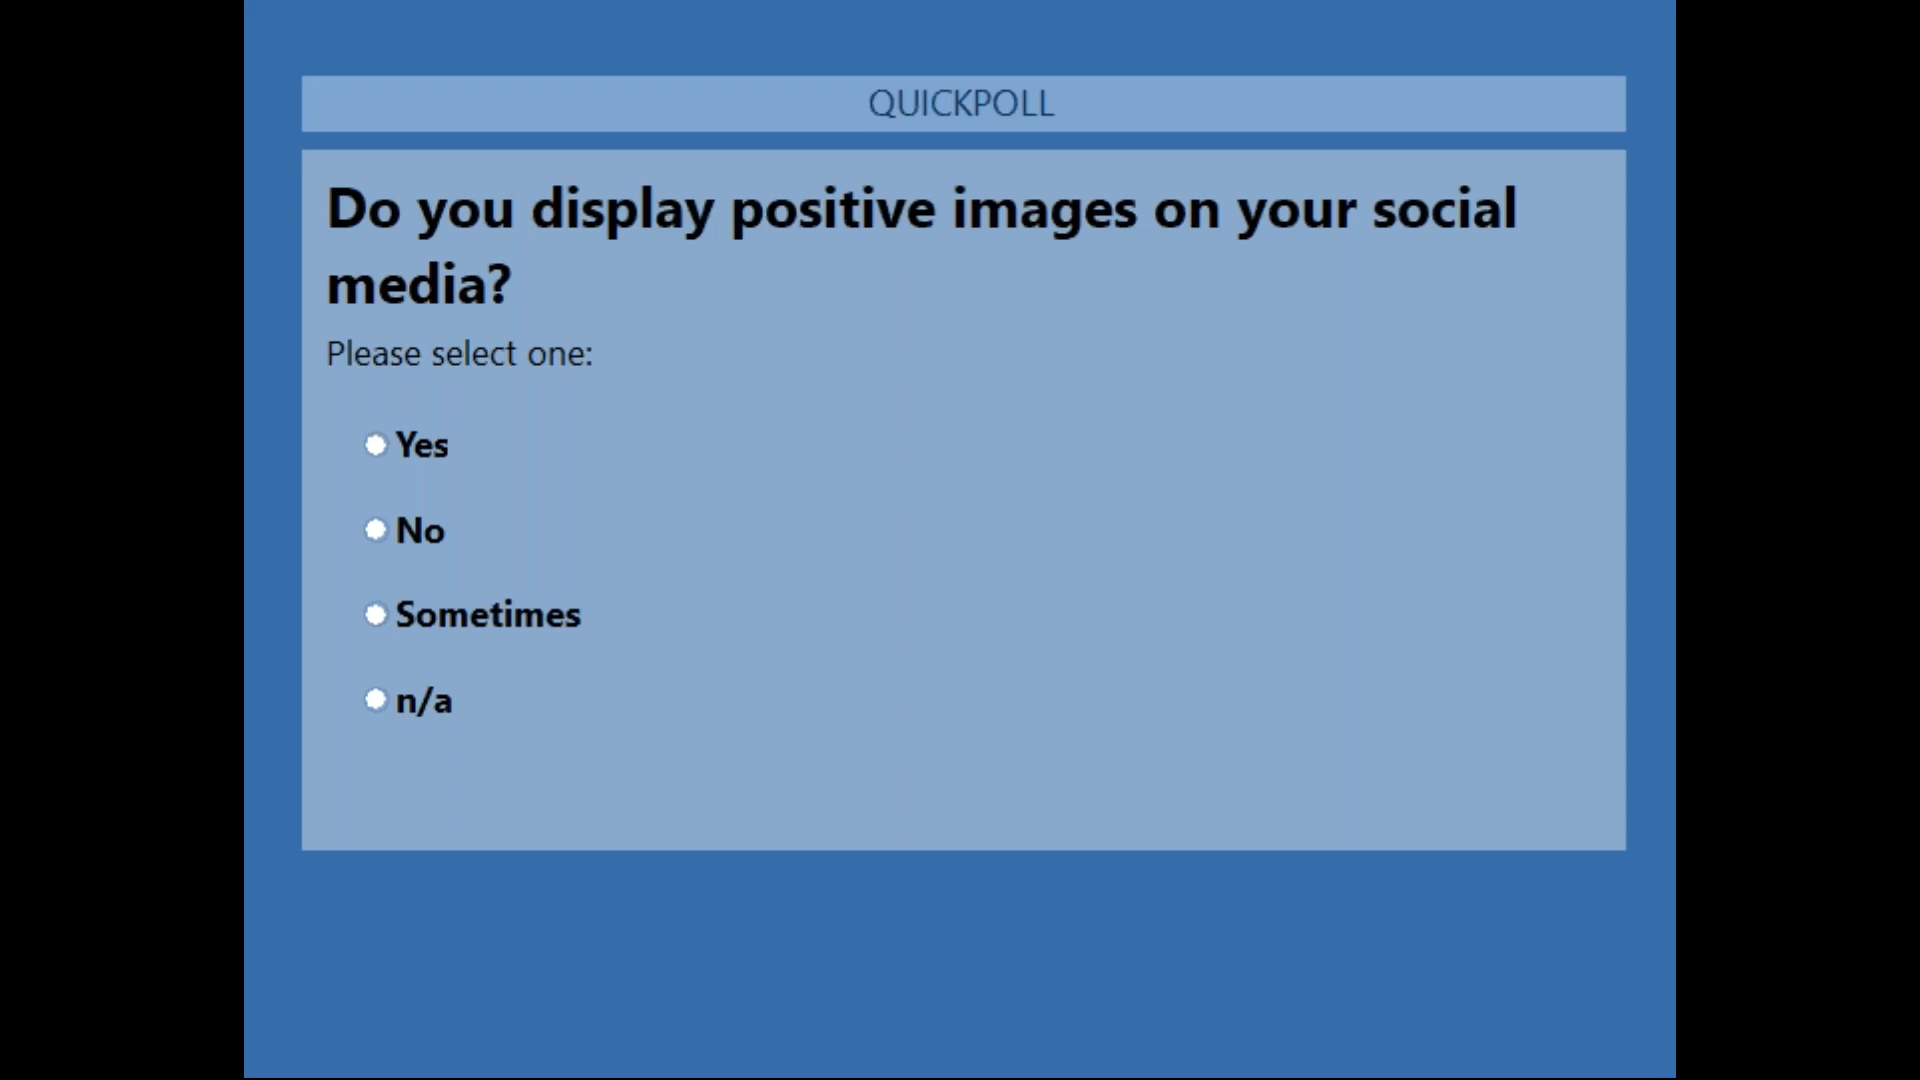 QUICKPOLL
Do you display positive images on your social
media?
Please select one:
Yes
No
Sometimes
n/a